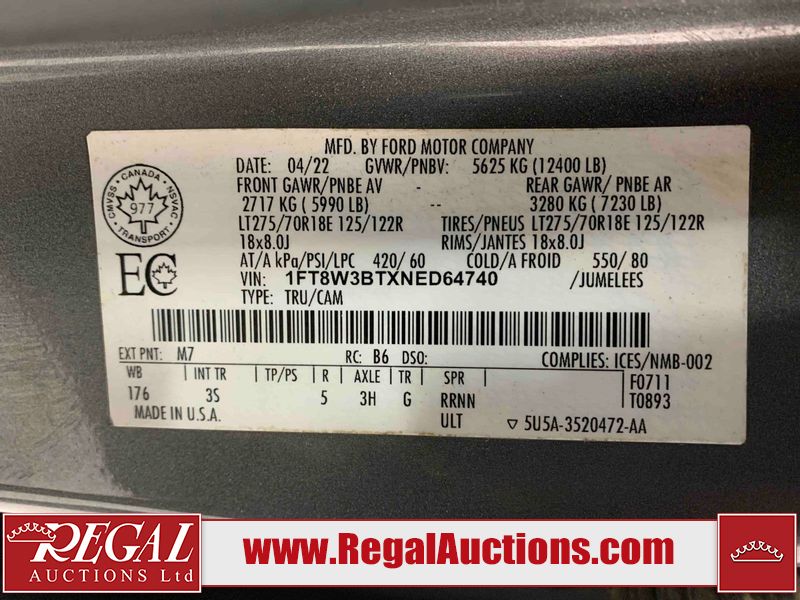 MFD. BY FORD MOTOR COMPANY
DATE: 04/22 GVWR/PNBV: 5625 KG (12400 LB)
FRONT GAWR/PNBE AV REAR GAWR/ PNBE AR
2717 KG ( 5990 LB) -- 3280 KG ( 7230 LB)
LT275/70R18E 125/122R TIRES/PNEUS LT275/70R18E 125/122R
18x8.0J RIMS/JANTES 18x8.0J
AT/A kPa/PSI/LPC 420/ 60 COLD/A FROID 550/ 80
VIN: 1FT8W3BTXNED64740 /JUMELEES
TYPE: TRU/CAM
CANADA
CMVSS NSVAC
977
TRANSPORT
EC
EXT PNT: M7 RC: B6 DSO: COMPLIES: ICES/NMB-002
WB INT TR TP/PS R AXLE TR SPR F0711
176 3S 5 3H G RRNN T0893
MADE IN U.S.A. ULT ▽ 5U5A-3520472-AA
REGAL
AUCTIONS Ltd
www.RegalAuctions.com